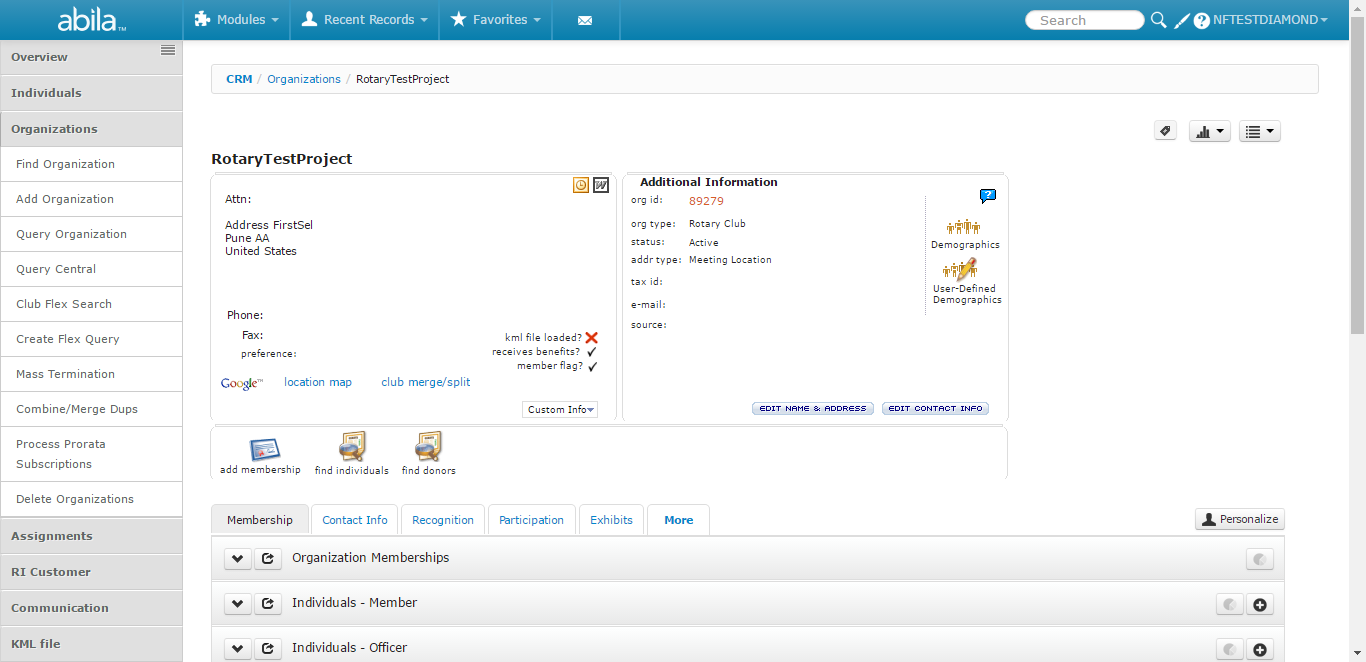 abila™
Modules
Recent Records
Favorites
Search
NFTESTDIAMOND
Overview
Individuals
Organizations
Find Organization
Add Organization
Query Organization
Query Central
Club Flex Search
Create Flex Query
Mass Termination
Combine/Merge Dups
Process Prorata
Subscriptions
Delete Organizations
Assignments
RI Customer
Communication
KML file
CRM / Organizations / RotaryTestProject
RotaryTestProject
Attn:
Address FirstSel
Pune AA
United States
Phone:
Fax:
preference:
kml file loaded?
receives benefits?
member flag?
Google™
location map
club merge/split
Custom Info
Additional Information
org id: 89279
org type: Rotary Club
status: Active
addr type: Meeting Location
tax id:
e-mail:
source:
Demographics
User-Defined
Demographics
EDIT NAME & ADDRESS
EDIT CONTACT INFO
add membership
find individuals
find donors
Membership
Contact Info
Recognition
Participation
Exhibits
More
Personalize
Organization Memberships
Individuals - Member
Individuals - Officer